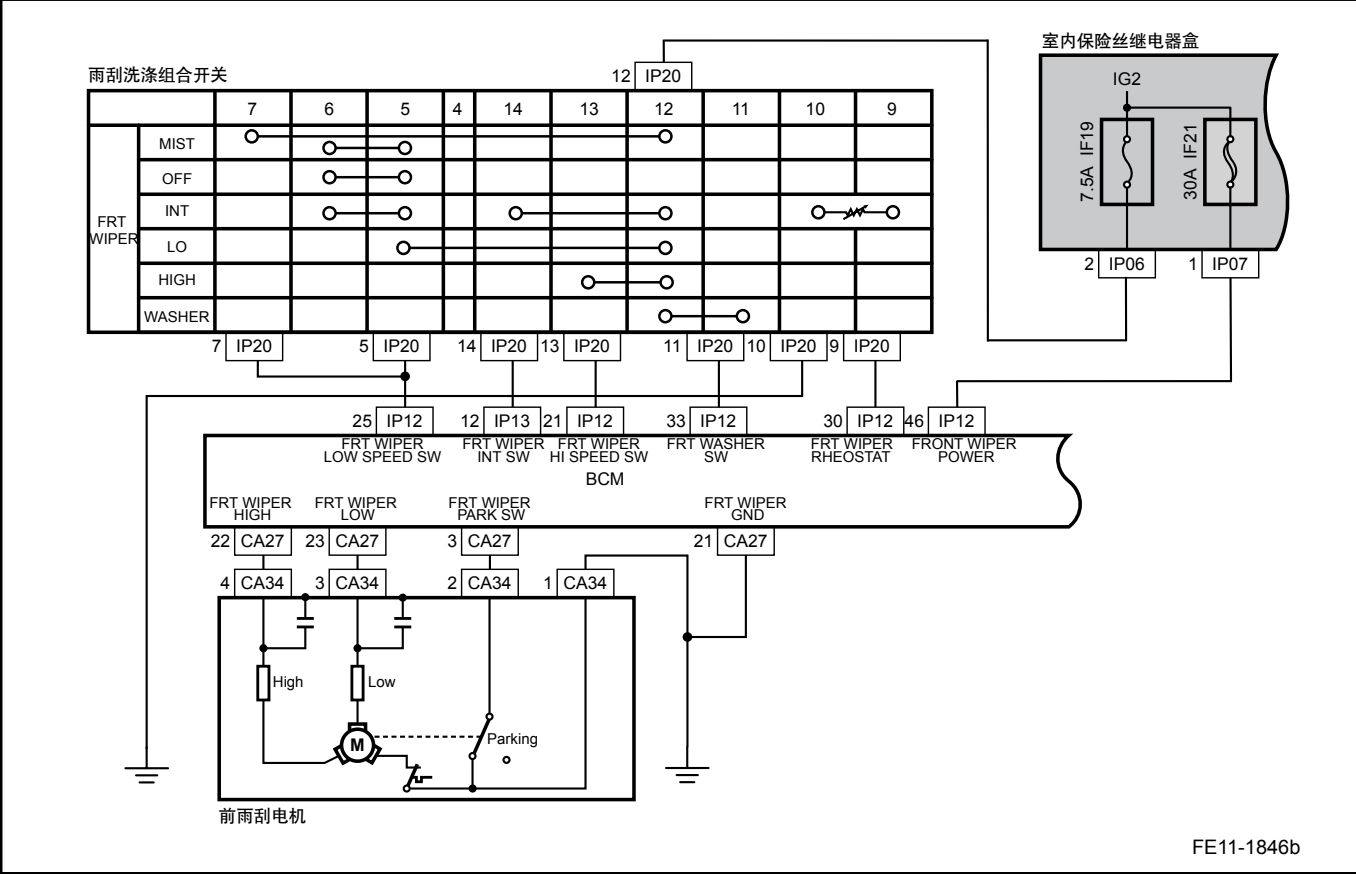 室内保险丝继电器盒
雨刮洗涤组合开关
12 IP20
IG2
7.5A IF19
30A IF21
7 6 5 4 14 13 12 11 10 9
FRT WIPER
MIST
OFF
INT
LO
HIGH
WASHER
2 IP06
1 IP07
7 IP20
5 IP20
14 IP20
13 IP20
11 IP20
10 IP20
9 IP20
25 IP12
12 IP13
21 IP12
33 IP12
30 IP12
46 IP12
FRT WIPER LOW SPEED SW
FRT WIPER INT SW
FRT WIPER HI SPEED SW
FRT WASHER SW
FRT WIPER RHEOSTAT
FRONT WIPER POWER
BCM
FRT WIPER HIGH
FRT WIPER LOW
FRT WIPER PARK SW
FRT WIPER GND
22 CA27
23 CA27
3 CA27
21 CA27
4 CA34
3 CA34
2 CA34
1 CA34
High
Low
M
Parking
前雨刮电机
FE11-1846b